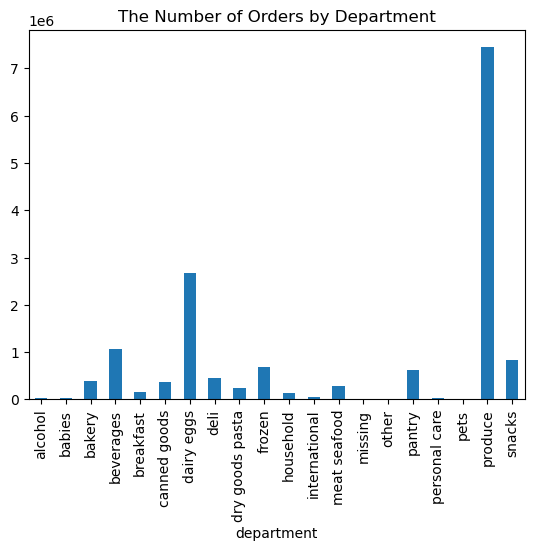 The Number of Orders by Department
1e6
7
6
5
4
3
2
1
0
alcohol
babies
bakery
beverages
breakfast
canned goods
dairy eggs
deli
dry goods pasta
frozen
household
international
meat seafood
missing
other
pantry
personal care
pets
produce
snacks
department